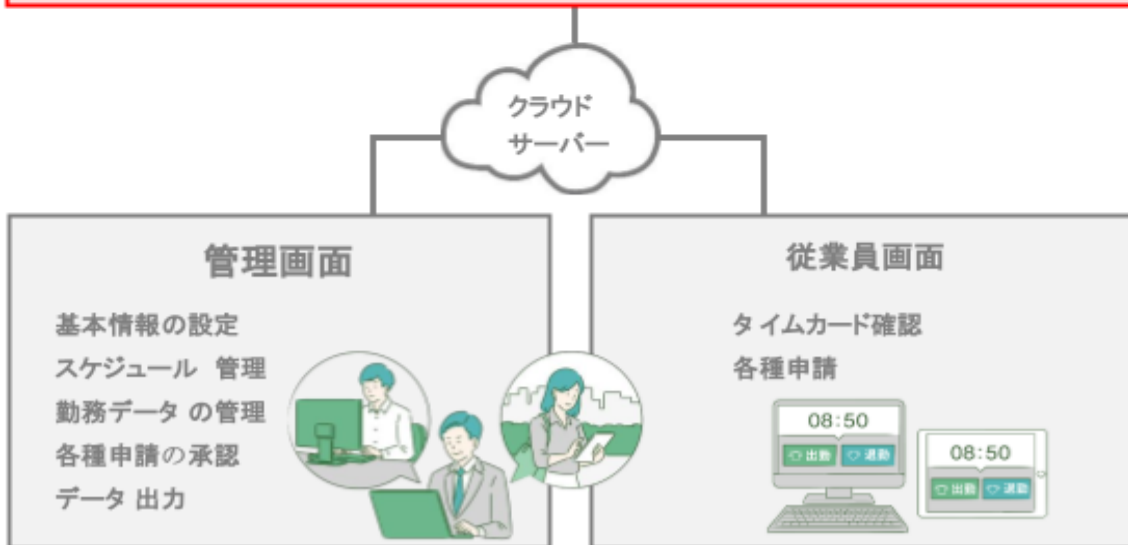 クラウド
サーバー
管理画面
基本情報の設定
スケジュール 管理
勤務データ の管理
各種申請の承認
データ 出力
従業員画面
タイムカード確認
各種申請
08:50
出勤 退勤
08:50
出勤 退勤